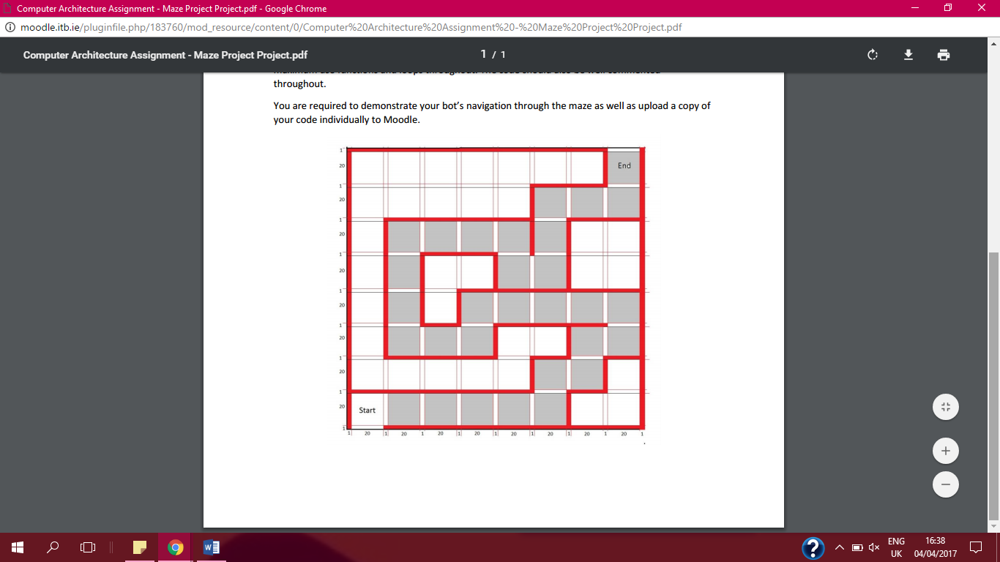 Computer Architecture Assignment - Maze Project Project.pdf - Google Chrome
moodle.itb.ie/pluginfile.php/183760/mod_resource/content/0/Computer%20Architecture%20Assignment%20-%20Maze%20Project%20Project.pdf
Computer Architecture Assignment - Maze Project Project.pdf
1 / 1
throughout.
You are required to demonstrate your bot's navigation through the maze as well as upload a copy of
your code individually to Moodle.
1
20 End
1
20
1
20
1
20
1
20
1
20
1
20
1
20 Start
1
1 20 1 20 1 20 1 20 1 20 1 20 1 20 1 20 1
ENG 16:38
UK 04/04/2017